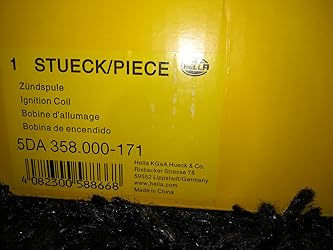 1 STUECK/PIECE
HELLA
Zündspule
Ignition Coil
Bobine d'allumage
Bobina de encendido
5DA 358.000-171
Hella KGaA Hueck & Co.
Rixbecker Strasse 75
59552 Lippstadt/Germany
www.hella.com
Made in China
4 082300 588668